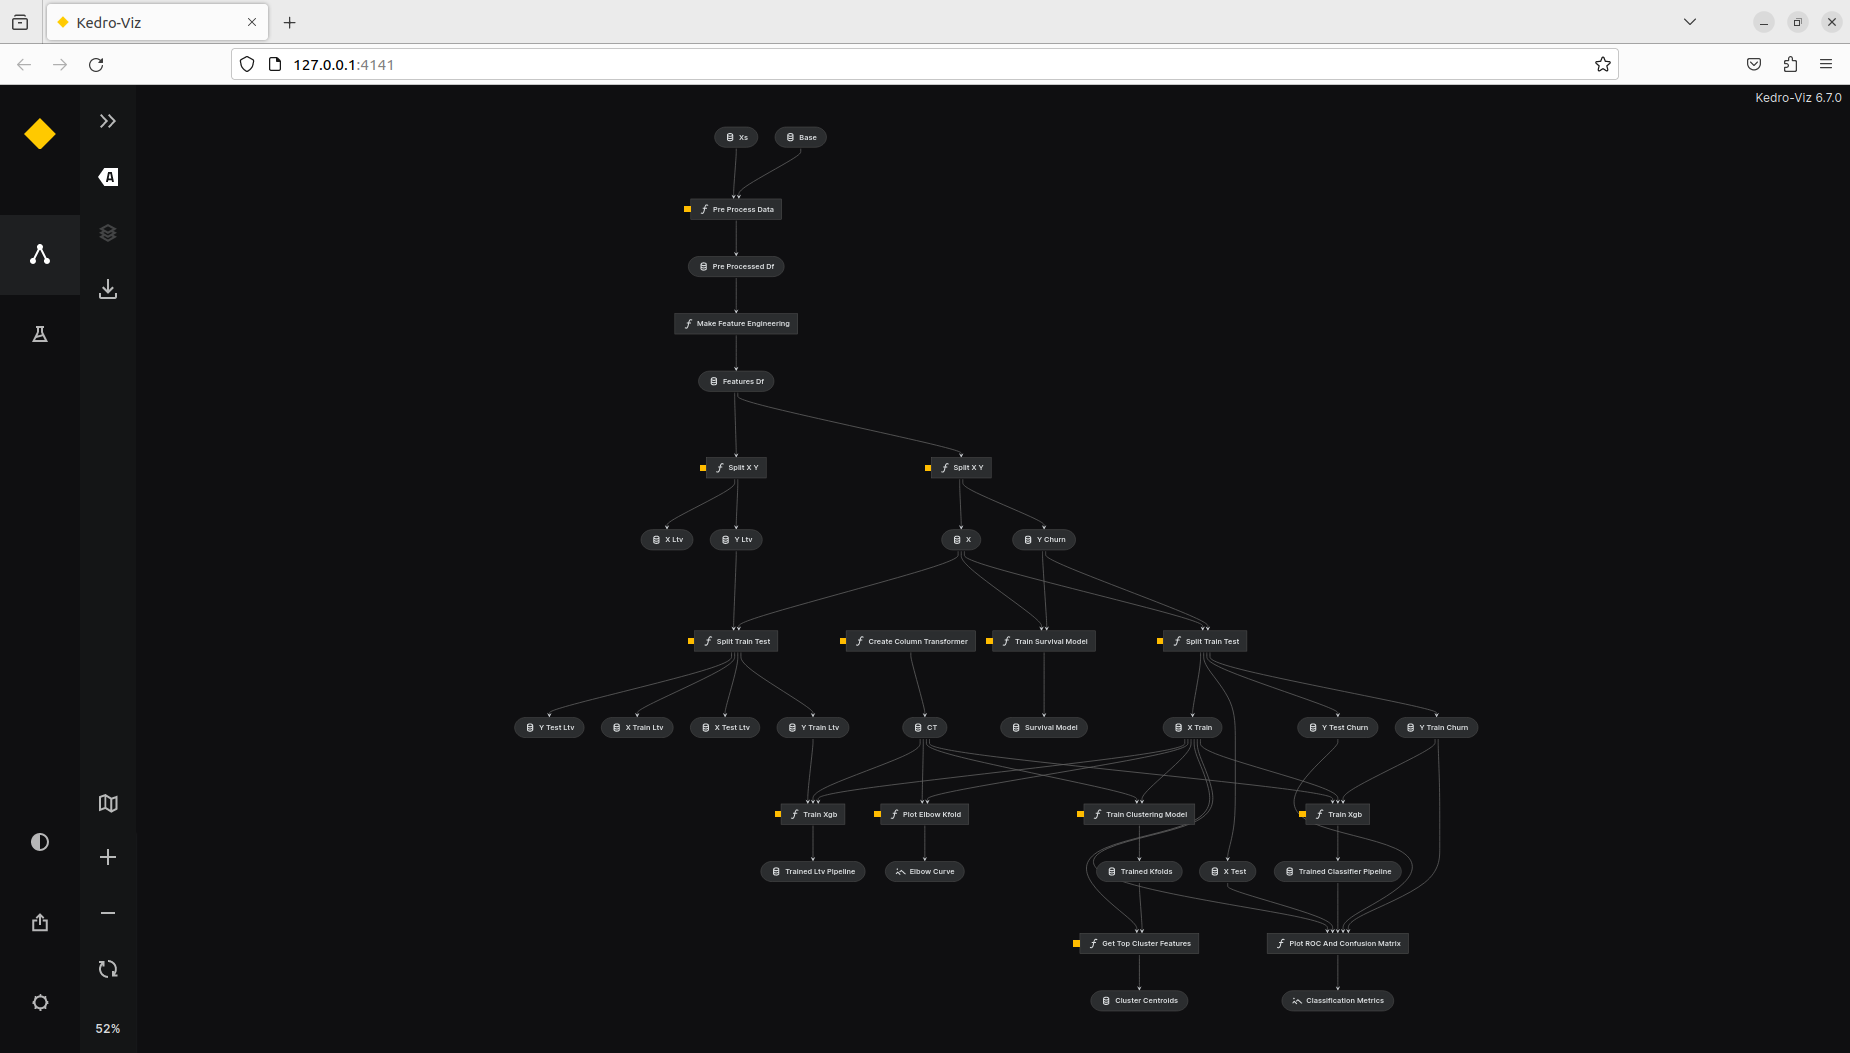 Kedro-Viz
127.0.0.1:4141
Kedro-Viz 6.7.0
A
Xs
Base
Pre Process Data
Pre Processed Df
Make Feature Engineering
Features Df
Split X Y
Split X Y
X Ltv
Y Ltv
X
Y Churn
Split Train Test
Create Column Transformer
Train Survival Model
Split Train Test
Y Test Ltv
X Train Ltv
X Test Ltv
Y Train Ltv
CT
Survival Model
X Train
Y Test Churn
Y Train Churn
Train Xgb
Plot Elbow Kfold
Train Clustering Model
Train Xgb
Trained Ltv Pipeline
Elbow Curve
Trained Kfolds
X Test
Trained Classifier Pipeline
Get Top Cluster Features
Plot ROC And Confusion Matrix
Cluster Centroids
Classification Metrics
52%